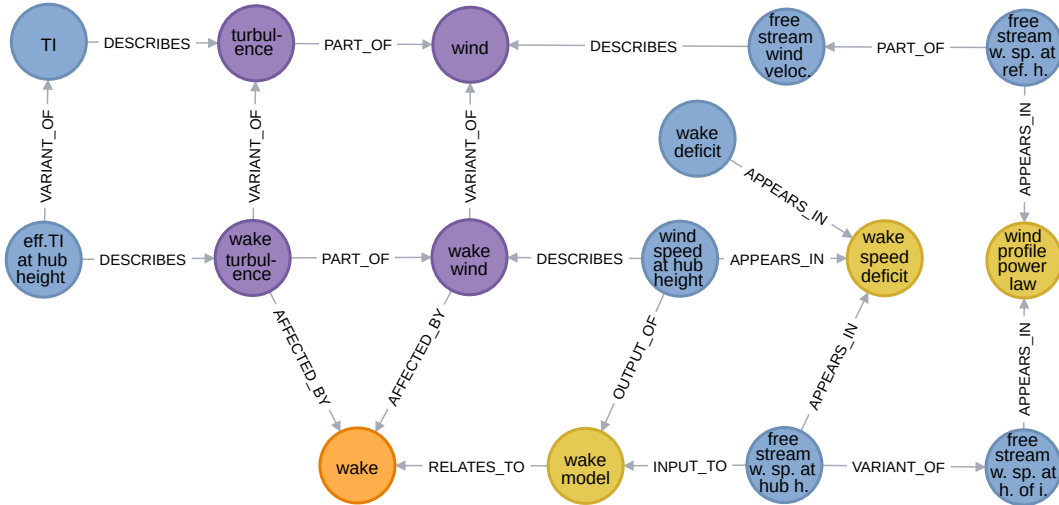 TI
DESCRIBES
turbul-
ence
PART_OF
wind
DESCRIBES
free
stream
wind
veloc.
PART_OF
free
stream
w. sp. at
ref. h.
VARIANT_OF
VARIANT_OF
VARIANT_OF
wake
deficit
APPEARS_IN
APPEARS_IN
eff.TI
at hub
height
DESCRIBES
wake
turbul-
ence
PART_OF
wake
wind
DESCRIBES
wind
speed
at hub
height
APPEARS_IN
wake
speed
deficit
wind
profile
power
law
AFFECTED_BY
AFFECTED_BY
OUTPUT_OF
APPEARS_IN
APPEARS_IN
wake
RELATES_TO
wake
model
INPUT_TO
free
stream
w. sp. at
hub h.
VARIANT_OF
free
stream
w. sp. at
h. of i.